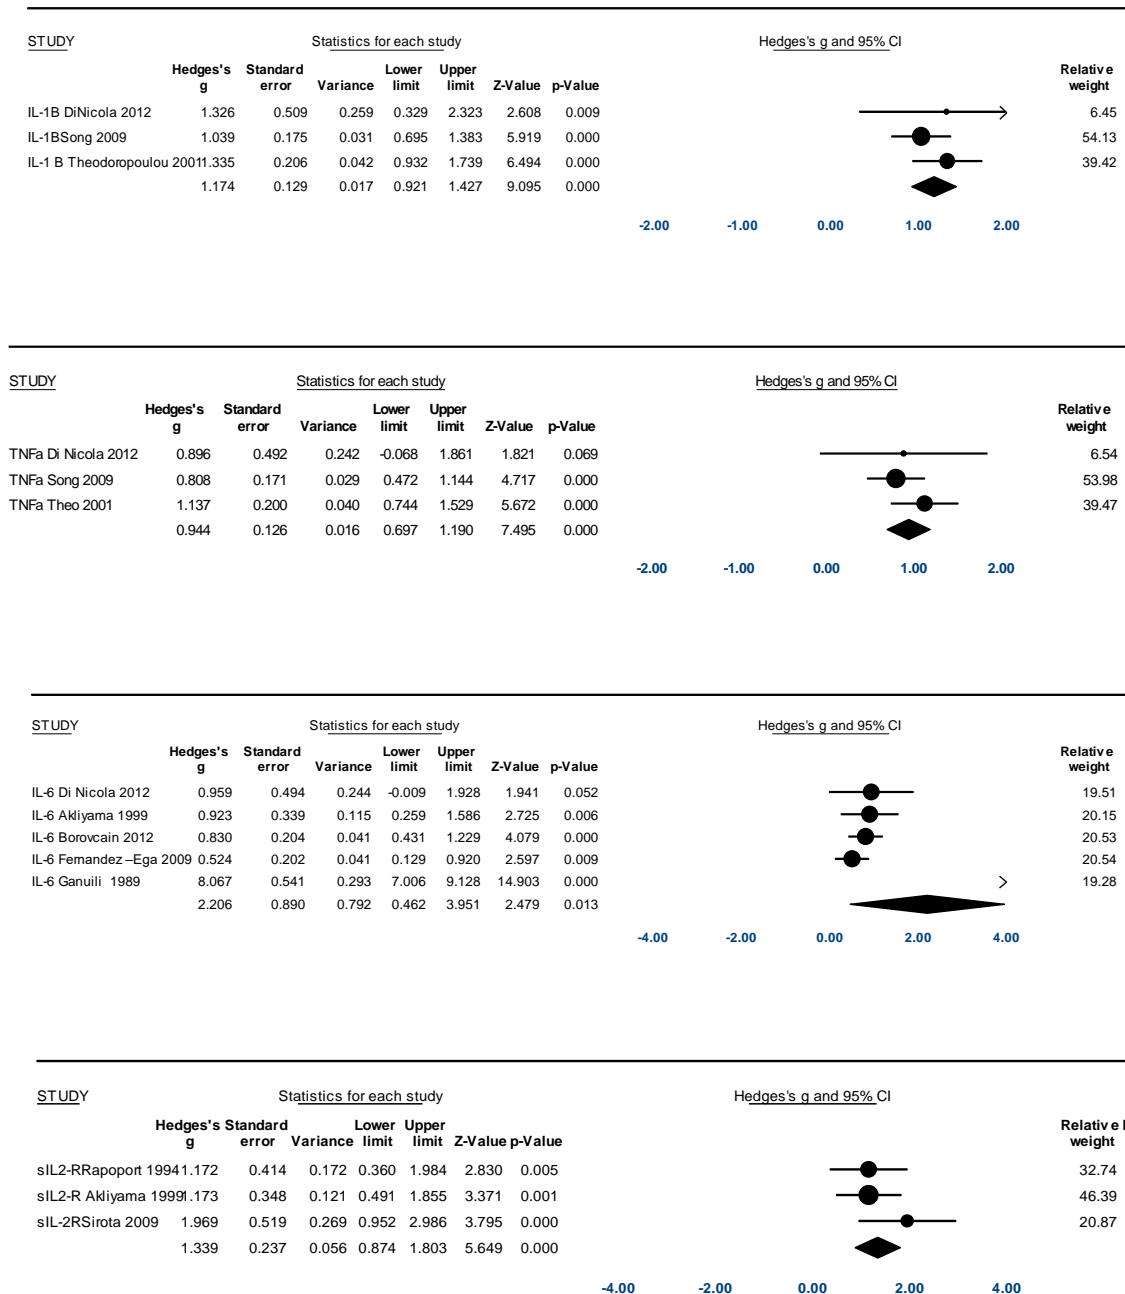 STUDY Statistics for each study Hedges's g and 95% CI
Hedges's Standard Lower Upper Relative
g error Variance limit limit Z-Value p-Value weight
IL-1B DiNicola 2012 1.326 0.509 0.259 0.329 2.323 2.608 0.009 6.45
IL-1BSong 2009 1.039 0.175 0.031 0.695 1.383 5.919 0.000 54.13
IL-1 B Theodoropoulou 20011.335 0.206 0.042 0.932 1.739 6.494 0.000 39.42
1.174 0.129 0.017 0.921 1.427 9.095 0.000
-2.00 -1.00 0.00 1.00 2.00
STUDY Statistics for each study Hedges's g and 95% CI
Hedges's Standard Lower Upper Relative
g error Variance limit limit Z-Value p-Value weight
TNFa Di Nicola 2012 0.896 0.492 0.242 -0.068 1.861 1.821 0.069 6.54
TNFa Song 2009 0.808 0.171 0.029 0.472 1.144 4.717 0.000 53.98
TNFa Theo 2001 1.137 0.200 0.040 0.744 1.529 5.672 0.000 39.47
0.944 0.126 0.016 0.697 1.190 7.495 0.000
-2.00 -1.00 0.00 1.00 2.00
STUDY Statistics for each study Hedges's g and 95% CI
Hedges's Standard Lower Upper Relative
g error Variance limit limit Z-Value p-Value weight
IL-6 Di Nicola 2012 0.959 0.494 0.244 -0.009 1.928 1.941 0.052 19.51
IL-6 Akliyama 1999 0.923 0.339 0.115 0.259 1.586 2.725 0.006 20.15
IL-6 Borovcain 2012 0.830 0.204 0.041 0.431 1.229 4.079 0.000 20.53
IL-6 Fernandez –Ega 2009 0.524 0.202 0.041 0.129 0.920 2.597 0.009 20.54
IL-6 Ganuili 1989 8.067 0.541 0.293 7.006 9.128 14.903 0.000 19.28
2.206 0.890 0.792 0.462 3.951 2.479 0.013
-4.00 -2.00 0.00 2.00 4.00
STUDY Statistics for each study Hedges's g and 95% CI
Hedges's Standard Lower Upper Relative
g error Variance limit limit Z-Value p-Value weight
sIL2-RRapoport 19941.172 0.414 0.172 0.360 1.984 2.830 0.005 32.74
sIL2-R Akliyama 19991.173 0.348 0.121 0.491 1.855 3.371 0.001 46.39
sIL-2RSirota 2009 1.969 0.519 0.269 0.952 2.986 3.795 0.000 20.87
1.339 0.237 0.056 0.874 1.803 5.649 0.000
-4.00 -2.00 0.00 2.00 4.00